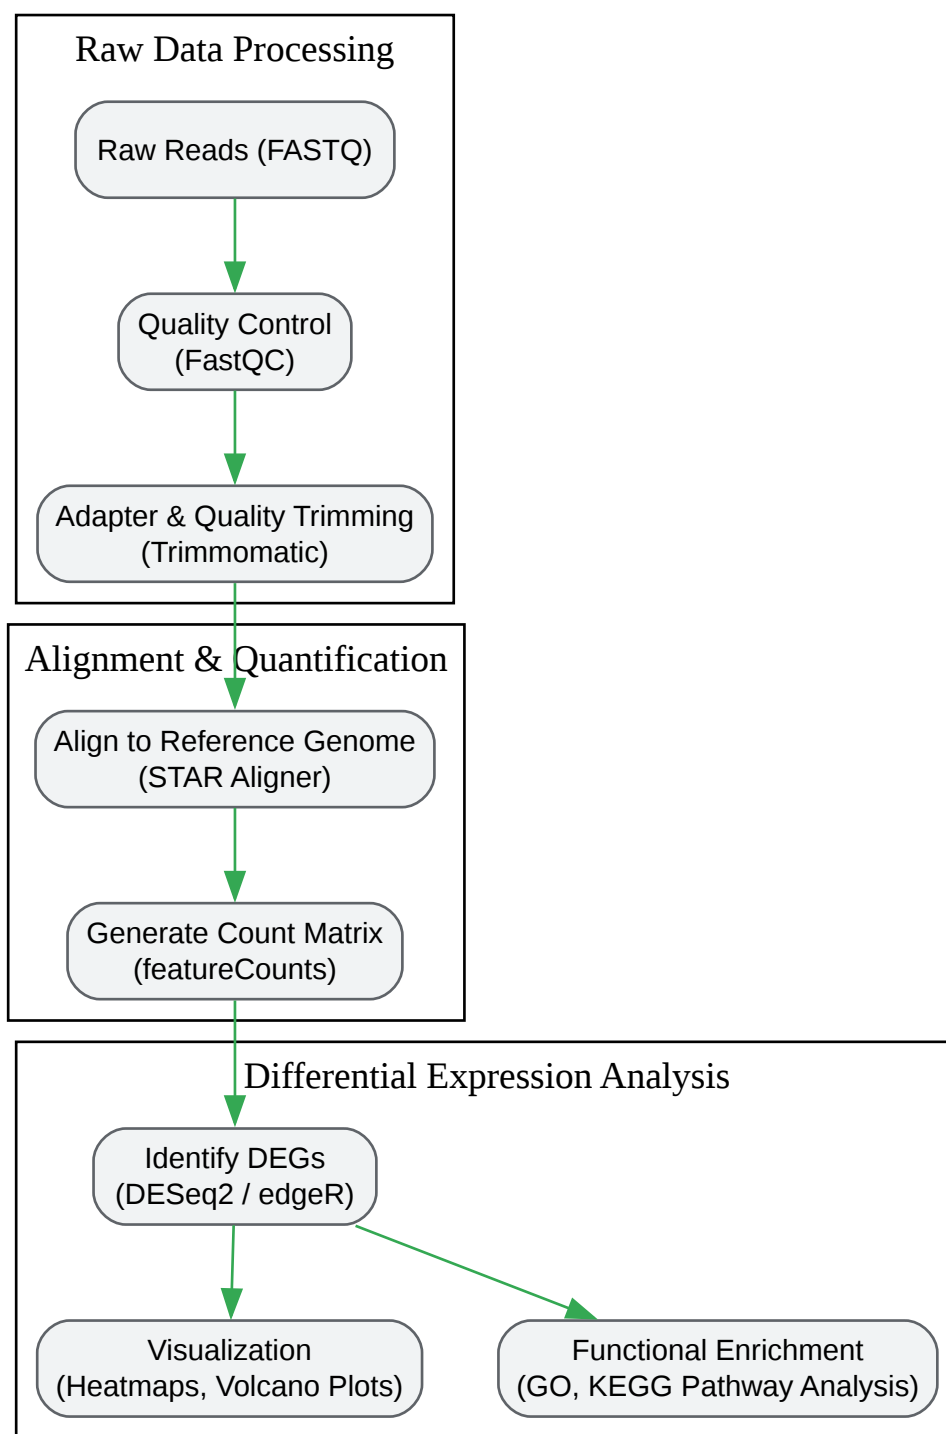 Raw Data Processing
Raw Reads (FASTQ)
Quality Control
(FastQC)
Adapter & Quality Trimming
(Trimmomatic)
Alignment & Quantification
Align to Reference Genome
(STAR Aligner)
Generate Count Matrix
(featureCounts)
Differential Expression Analysis
Identify DEGs
(DESeq2 / edgeR)
Visualization
(Heatmaps, Volcano Plots)
Functional Enrichment
(GO, KEGG Pathway Analysis)